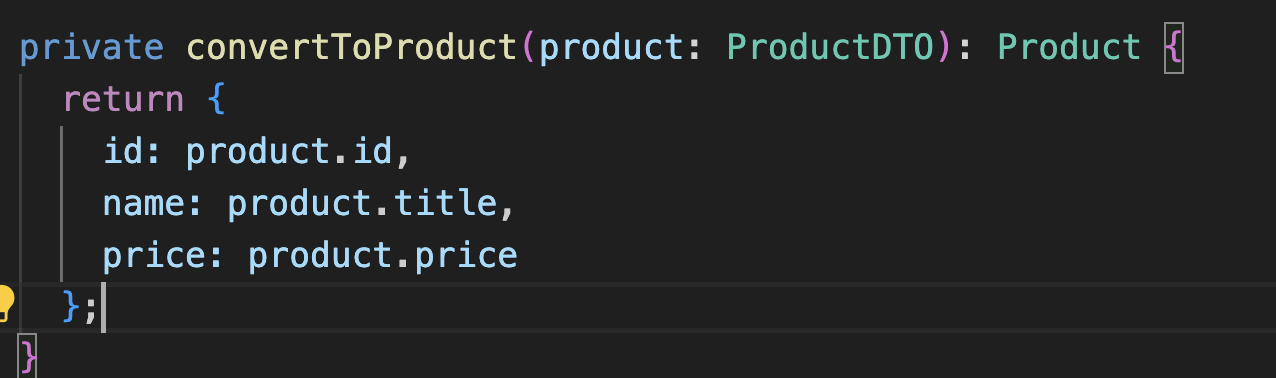 private convertToProduct(product: ProductDTO): Product {
return {
id: product.id,
name: product.title,
price: product.price
};
}